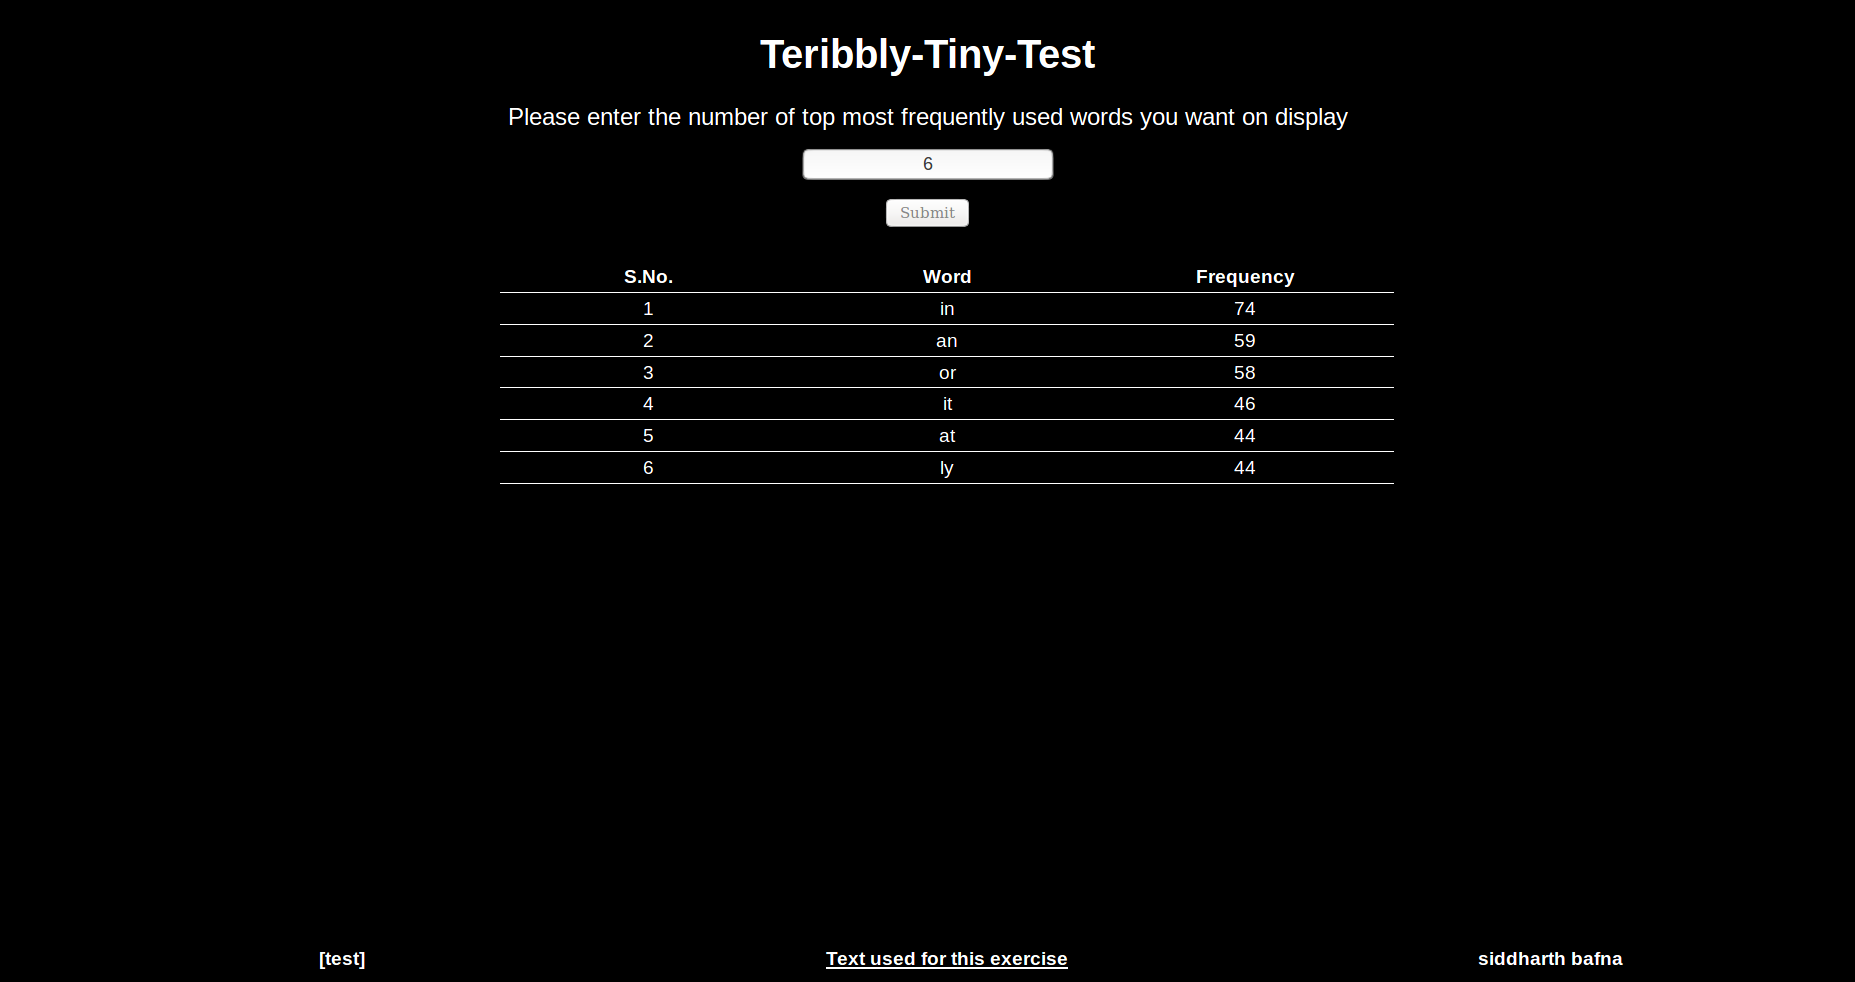 Teribbly-Tiny-Test
Please enter the number of top most frequently used words you want on display
6
Submit
S.No. Word Frequency
1 in 74
2 an 59
3 or 58
4 it 46
5 at 44
6 ly 44
[test] Text used for this exercise siddharth bafna